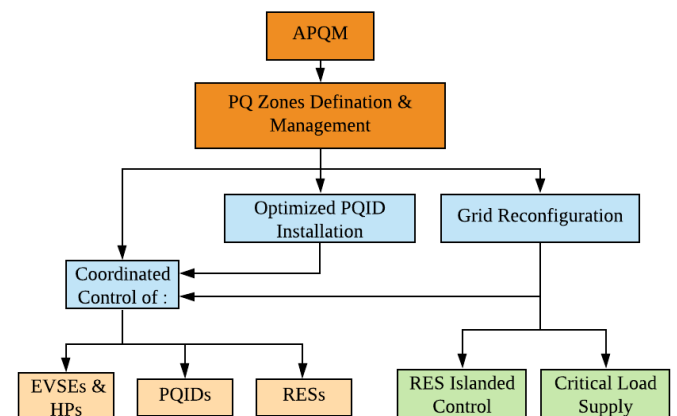 APQM
PQ Zones Defination &
Management
Optimized PQID
Installation
Grid Reconfiguration
Coordinated
Control of :
EVSEs &
HPs
PQIDs
RESs
RES Islanded
Control
Critical Load
Supply